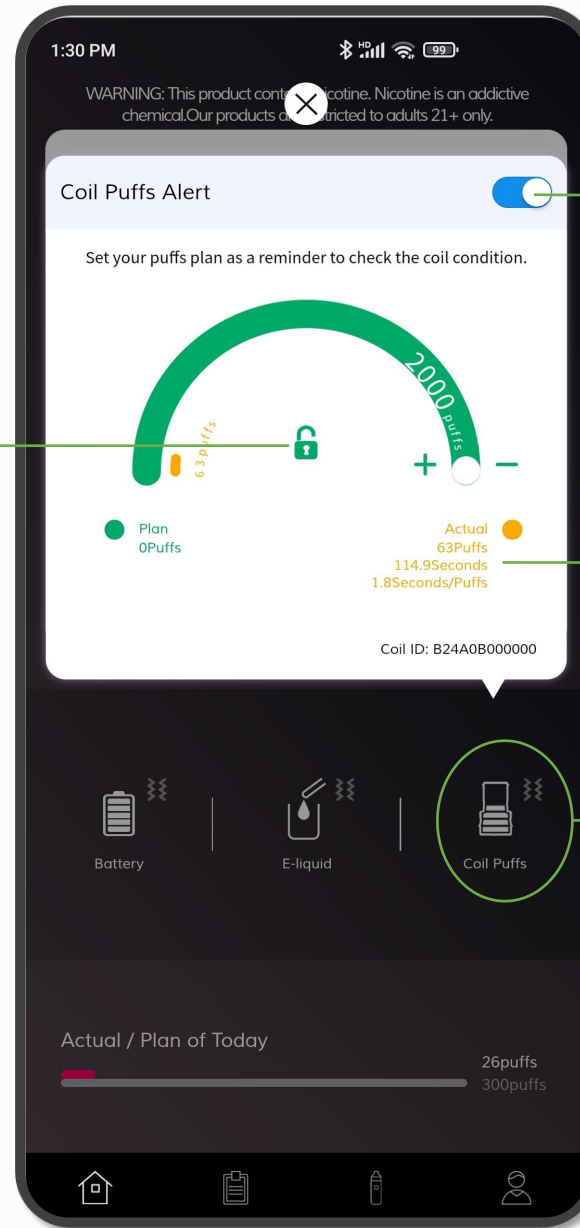 1:30 PM
HD
99
WARNING: This product cont icotine. Nicotine is an addictive
chemical.Our products tricted to adults 21+ only.
Coil Puffs Alert
Set your puffs plan as a reminder to check the coil condition.
2000 puffs
63puffs
+ −
Plan
0Puffs
Actual
63Puffs
114.9Seconds
1.8Seconds/Puffs
Coil ID: B24A0B000000
Battery
E-liquid
Coil Puffs
Actual / Plan of Today
26puffs
300puffs